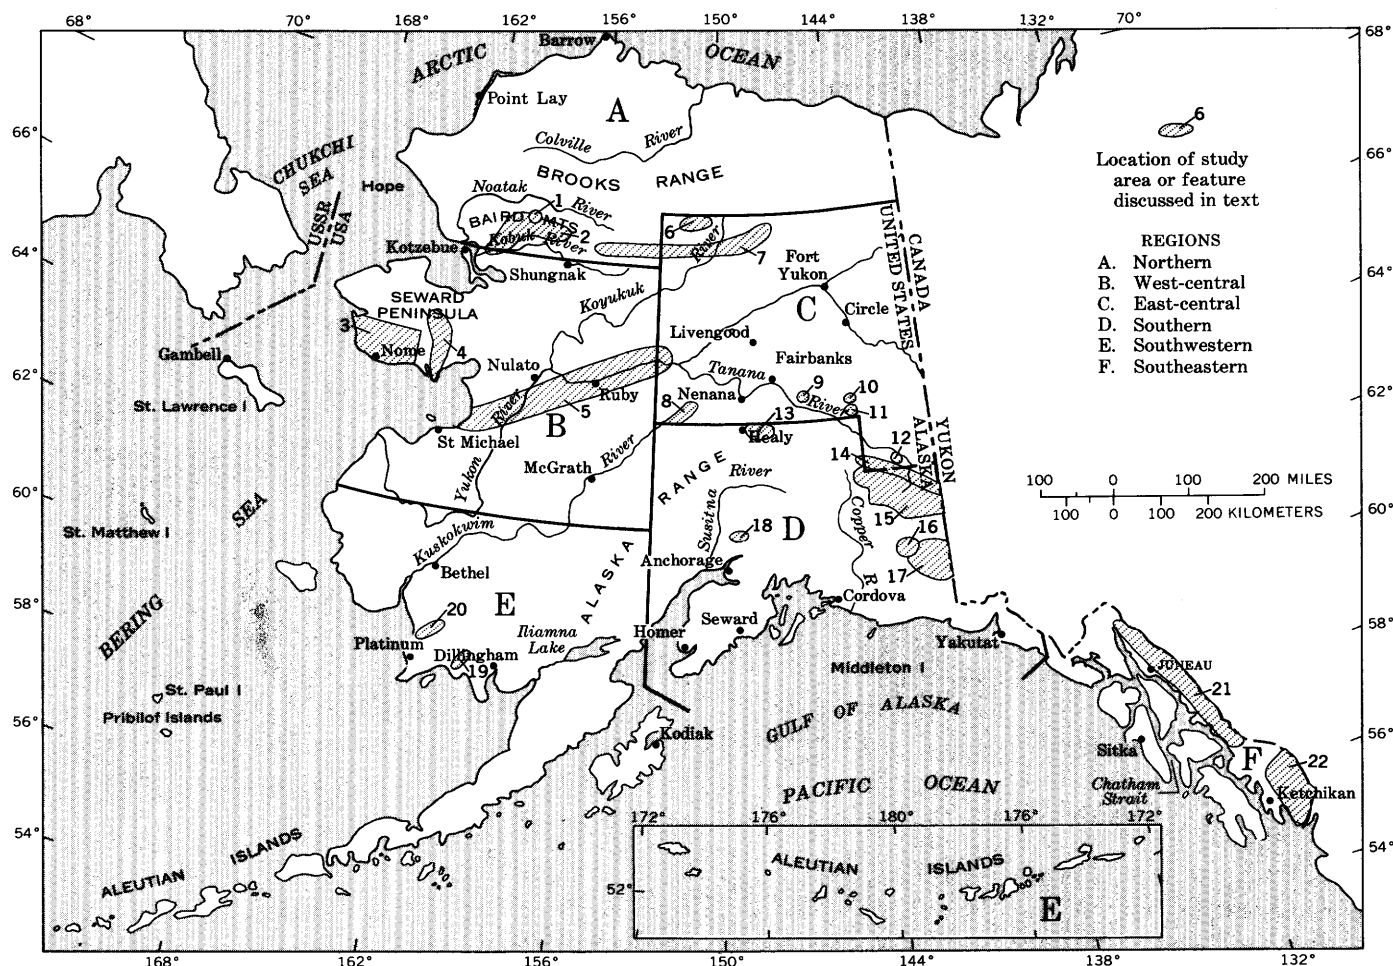 68° 70° 168° 162° 156° 150° 144° 138° 132° 70°
68°
Barrow
ARCTIC OCEAN
Point Lay
A
6
66°
66°
Colville River
CHUKCHI
SEA
Hope
BROOKS RANGE
Noatak River
1
BAIRD MTS
2
Kobuk River
Location of study
area or feature
discussed in text
REGIONS
A. Northern
B. West-central
C. East-central
D. Southern
E. Southwestern
F. Southeastern
USSR
USA
UNITED STATES
CANADA
64°
64°
Kotzebue
Shungnak
6
River
7
Fort
Yukon
SEWARD
PENINSULA
Koyukuk
C
Circle
3
Nome
4
Livengood
Gambell
Fairbanks
62°
62°
Nulato
Tanana
River
Nenana
9
10
11
St. Lawrence I
Ruby
5
8
13
B
River
Healy
St Michael
ALASKA
YUKON
12
14
McGrath
River
Yukon
RANGE
River
60°
60°
100 0 100 200 MILES
100 0 100 200 KILOMETERS
SEA
St. Matthew I
Susitna
18
D
Copper
R.
15
16
17
Kuskokwim
Anchorage
Bethel
ALASKA
E
58°
58°
20
Cordova
Seward
Iliamna
Lake
Homer
Yakutat
BERING
Platinum
Dillingham
19
Middleton I
JUNEAU
21
St. Paul I
Pribilof Islands
56°
56°
GULF OF ALASKA
Kodiak
Sitka
F
22
PACIFIC OCEAN
Chatham
Strait
Ketchikan
54°
54°
172° 176° 180° 176° 172°
ALEUTIAN ISLANDS
ALEUTIAN ISLANDS
52°
E
168° 162° 156° 150° 144° 138° 132°